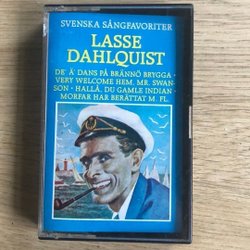 SVENSKA SÅNGFAVORITER
LASSE
DAHLQUIST
DE' Ä' DANS PÅ BRÄNNÖ BRYGGA ·
VERY WELCOME HEM, MR. SWAN-
SON · HALLÅ, DU GAMLE INDIAN ·
MORFAR HAR BERÄTTAT M. FL.